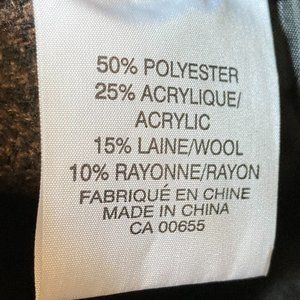 50% POLYESTER
25% ACRYLIQUE/
ACRYLIC
15% LAINE/WOOL
10% RAYONNE/RAYON
FABRIQUÉ EN CHINE
MADE IN CHINA
CA 00655